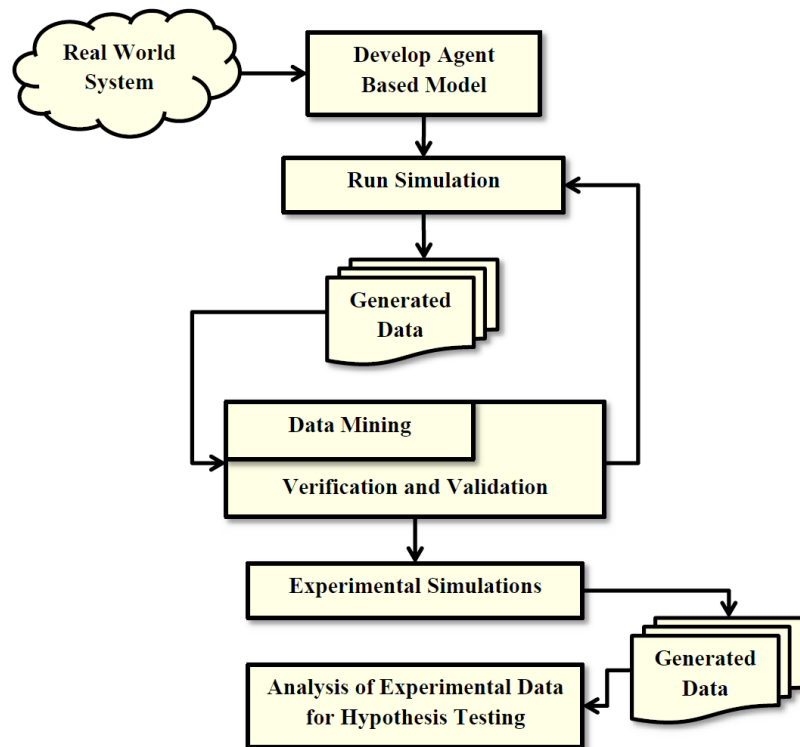 Real World
System
Develop Agent
Based Model
Run Simulation
Generated
Data
Data Mining
Verification and Validation
Experimental Simulations
Generated
Data
Analysis of Experimental Data
for Hypothesis Testing